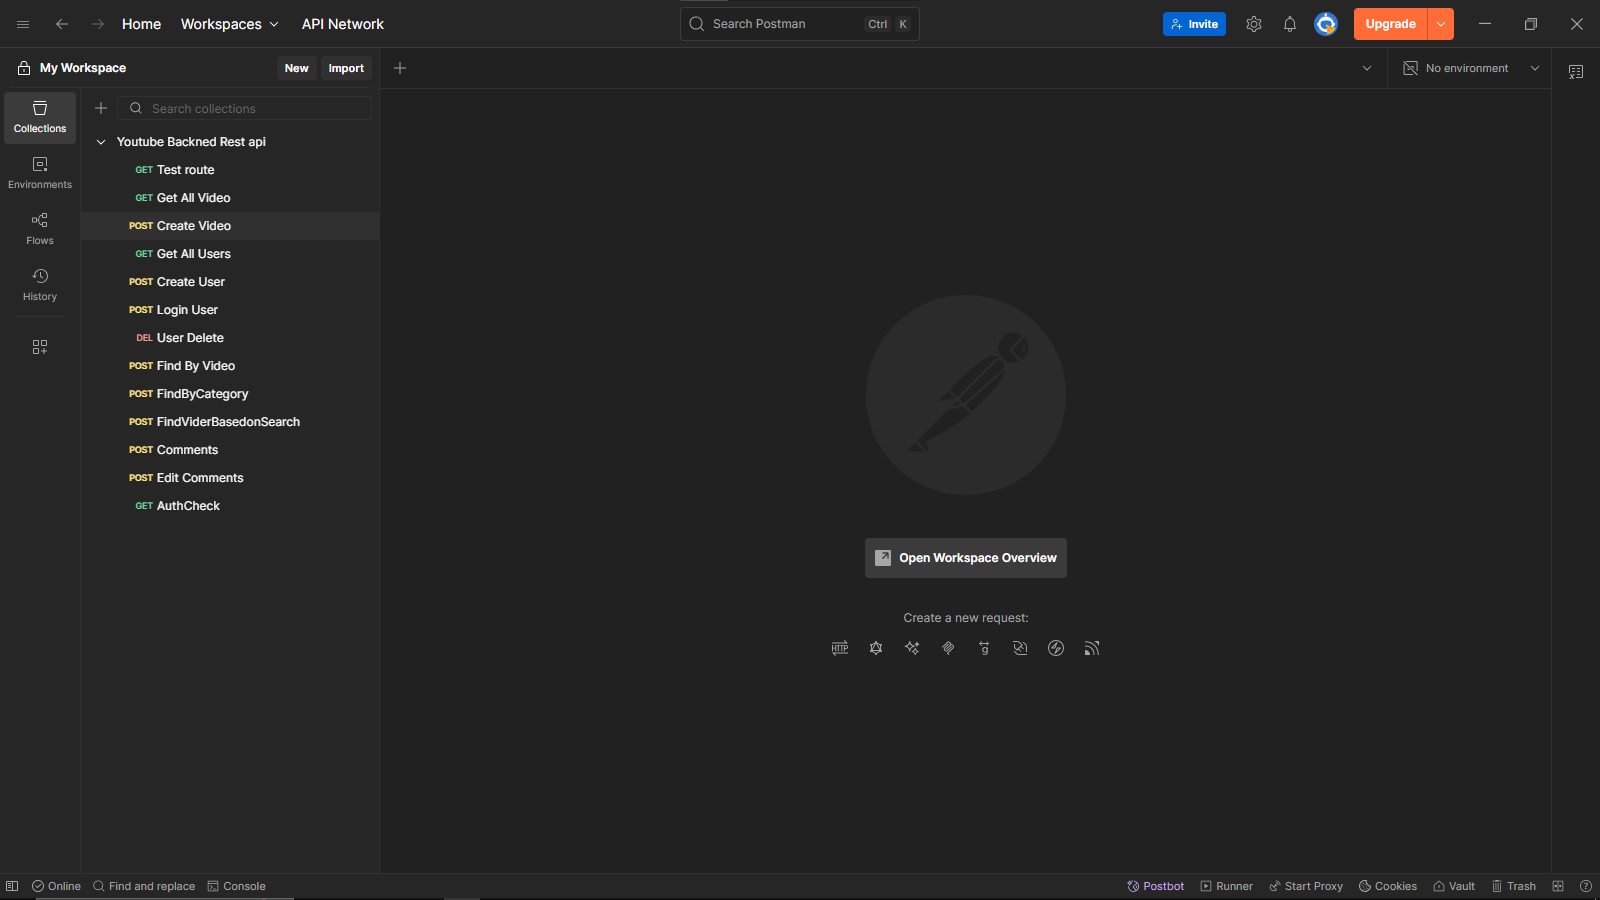 Home Workspaces API Network Search Postman Ctrl K Invite Upgrade
My Workspace New Import No environment
Search collections
Collections
Environments
Flows
History
Youtube Backned Rest api
GET Test route
GET Get All Video
POST Create Video
GET Get All Users
POST Create User
POST Login User
DEL User Delete
POST Find By Video
POST FindByCategory
POST FindViderBasedonSearch
POST Comments
POST Edit Comments
GET AuthCheck
Open Workspace Overview
Create a new request:
HTTP g
Online Find and replace Console Postbot Runner Start Proxy Cookies Vault Trash